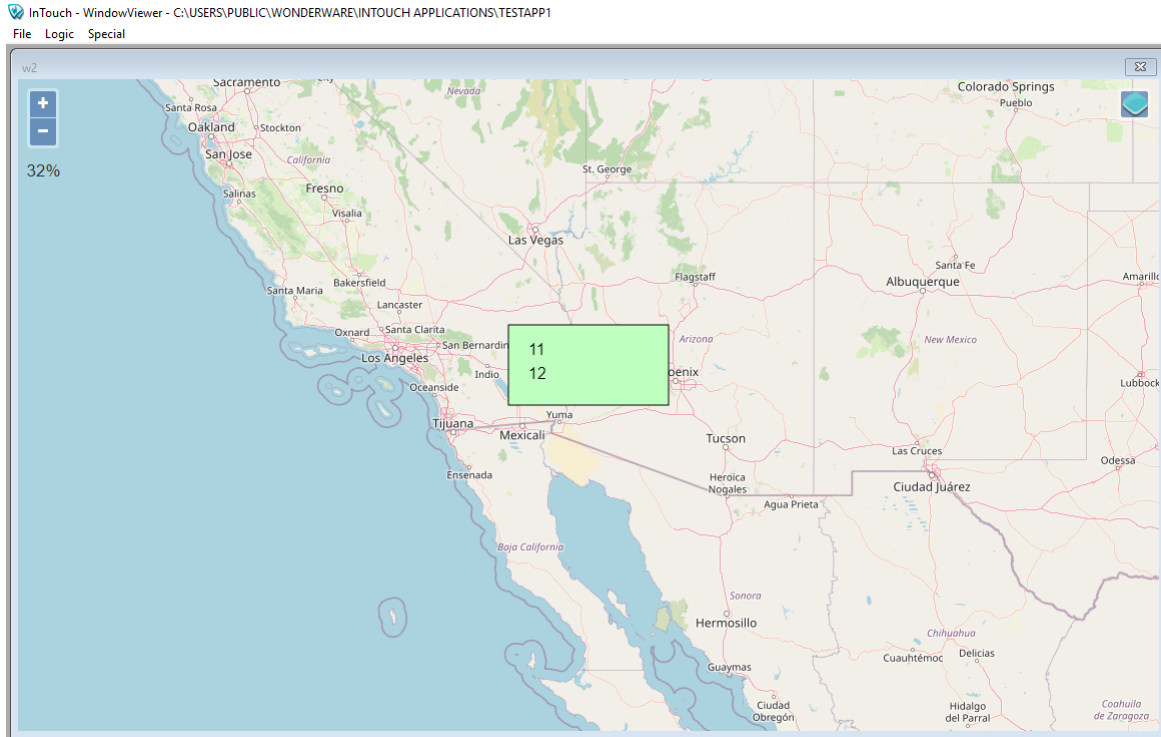 InTouch - WindowViewer - C:\USERS\PUBLIC\WONDERWARE\INTOUCH APPLICATIONS\TESTAPP1
File Logic Special
w2
+
−
32%
Sacramento
Nevada
Colorado Springs
Pueblo
Santa Rosa
Oakland
Stockton
San Jose
California
St. George
Fresno
Salinas
Visalia
Las Vegas
Santa Fe
Flagstaff
Albuquerque
Bakersfield
Santa Maria
Lancaster
Oxnard
Santa Clarita
San Bernardin
Los Angeles
Arizona
New Mexico
11
12
Indio
oenix
Lubbock
Oceanside
Yuma
Tijuana
Mexicali
Tucson
Las Cruces
Odessa
Ensenada
Heroica
Nogales
Ciudad Juárez
Agua Prieta
Baja California
Sonora
Hermosillo
Chihuahua
Cuauhtémoc
Delicias
Guaymas
Ciudad
Obregón
Hidalgo
del Parral
Coahuila
de Zaragoza